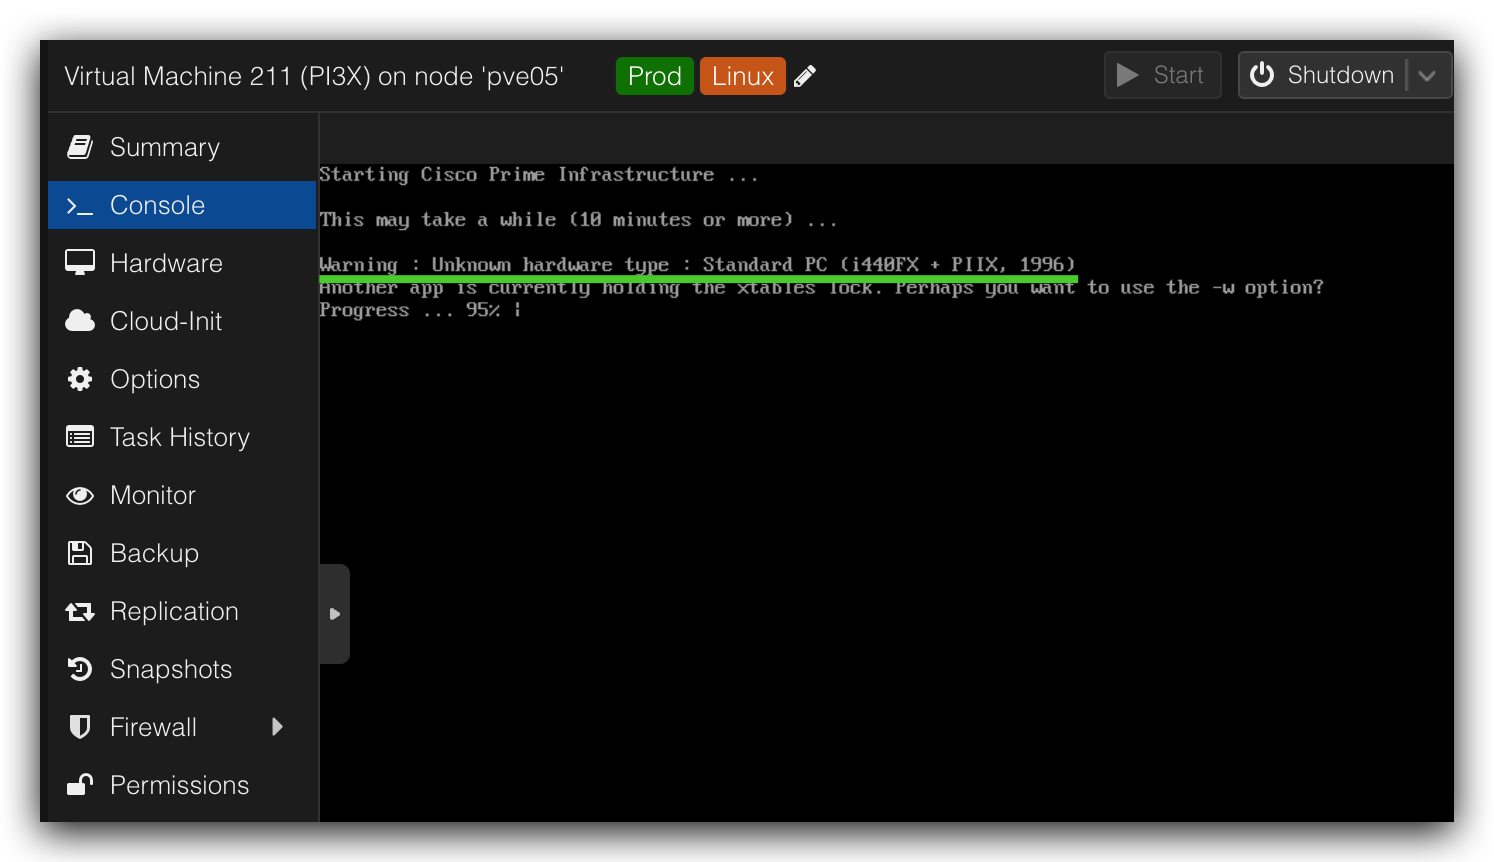 Virtual Machine 211 (PI3X) on node 'pve05' Prod Linux Start Shutdown
Summary
Console
Hardware
Cloud-Init
Options
Task History
Monitor
Backup
Replication
Snapshots
Firewall
Permissions
Starting Cisco Prime Infrastructure ...
This may take a while (10 minutes or more) ...
Warning : Unknown hardware type : Standard PC (i440FX + PIIX, 1996)
Another app is currently holding the xtables lock. Perhaps you want to use the -w option?
Progress ... 95% |